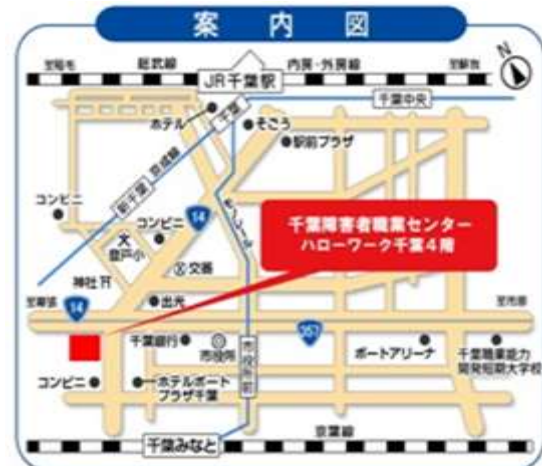 案内図
至稲毛
総武線
内房・外房線
至蘇我
N
JR千葉駅
千葉中央
ホテル
千葉
そごう
駅前プラザ
京成線
新千葉
モノレール
コンビニ
コンビニ
14
登戸小
千葉障害者職業センター
ハローワーク千葉4階
神社
交番
至幕張
14
出光
至市原
357
千葉銀行
市役所
市役所前
ポートアリーナ
千葉職業能力
開発短期大学校
コンビニ
ホテルポート
プラザ千葉
京葉線
千葉みなと